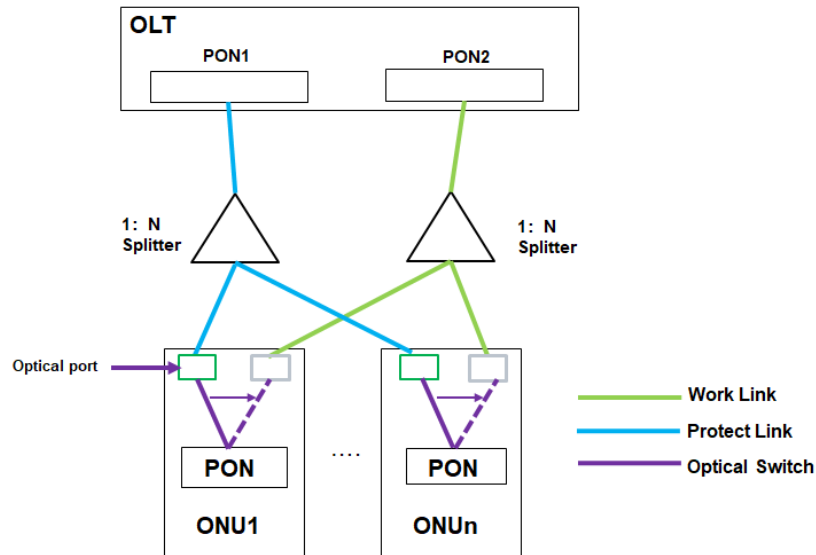 OLT
PON1
PON2
1: N
Splitter
1: N
Splitter
Optical port
Work Link
Protect Link
Optical Switch
PON
....
PON
ONU1
ONUn